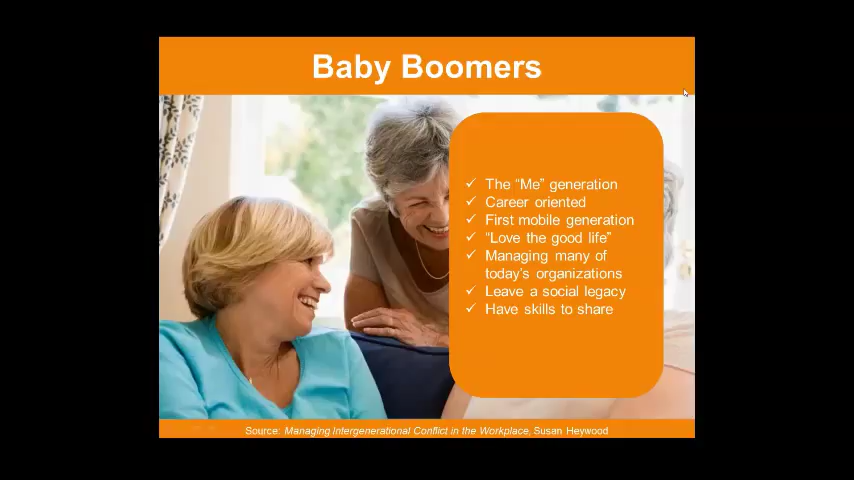 Baby Boomers
✓ The “Me” generation
✓ Career oriented
✓ First mobile generation
✓ “Love the good life”
✓ Managing many of
today’s organizations
✓ Leave a social legacy
✓ Have skills to share
Source: Managing Intergenerational Conflict in the Workplace, Susan Heywood